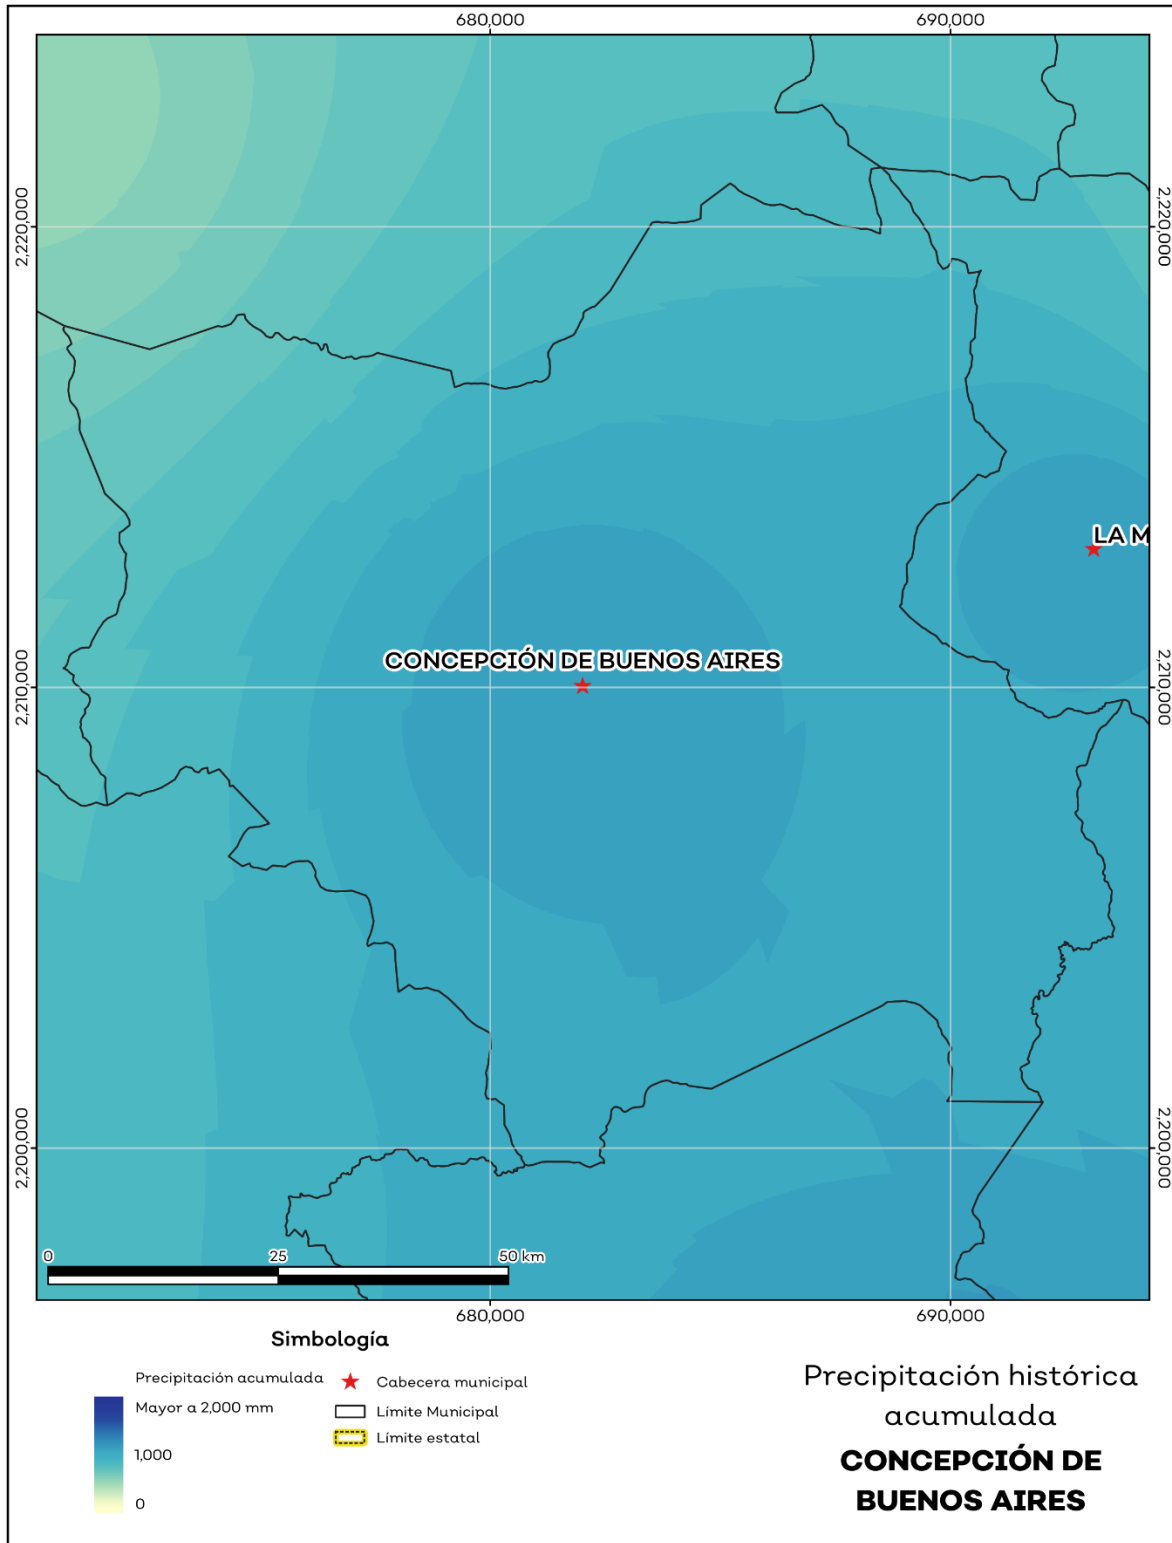 680,000
690,000
2,220,000
2,220,000
LA M
CONCEPCIÓN DE BUENOS AIRES
2,210,000
2,210,000
2,200,000
2,200,000
0
25
50 km
680,000
690,000
Simbología
Precipitación acumulada
Mayor a 2,000 mm
1,000
0
Cabecera municipal
Límite Municipal
Límite estatal
Precipitación histórica
acumulada
CONCEPCIÓN DE
BUENOS AIRES